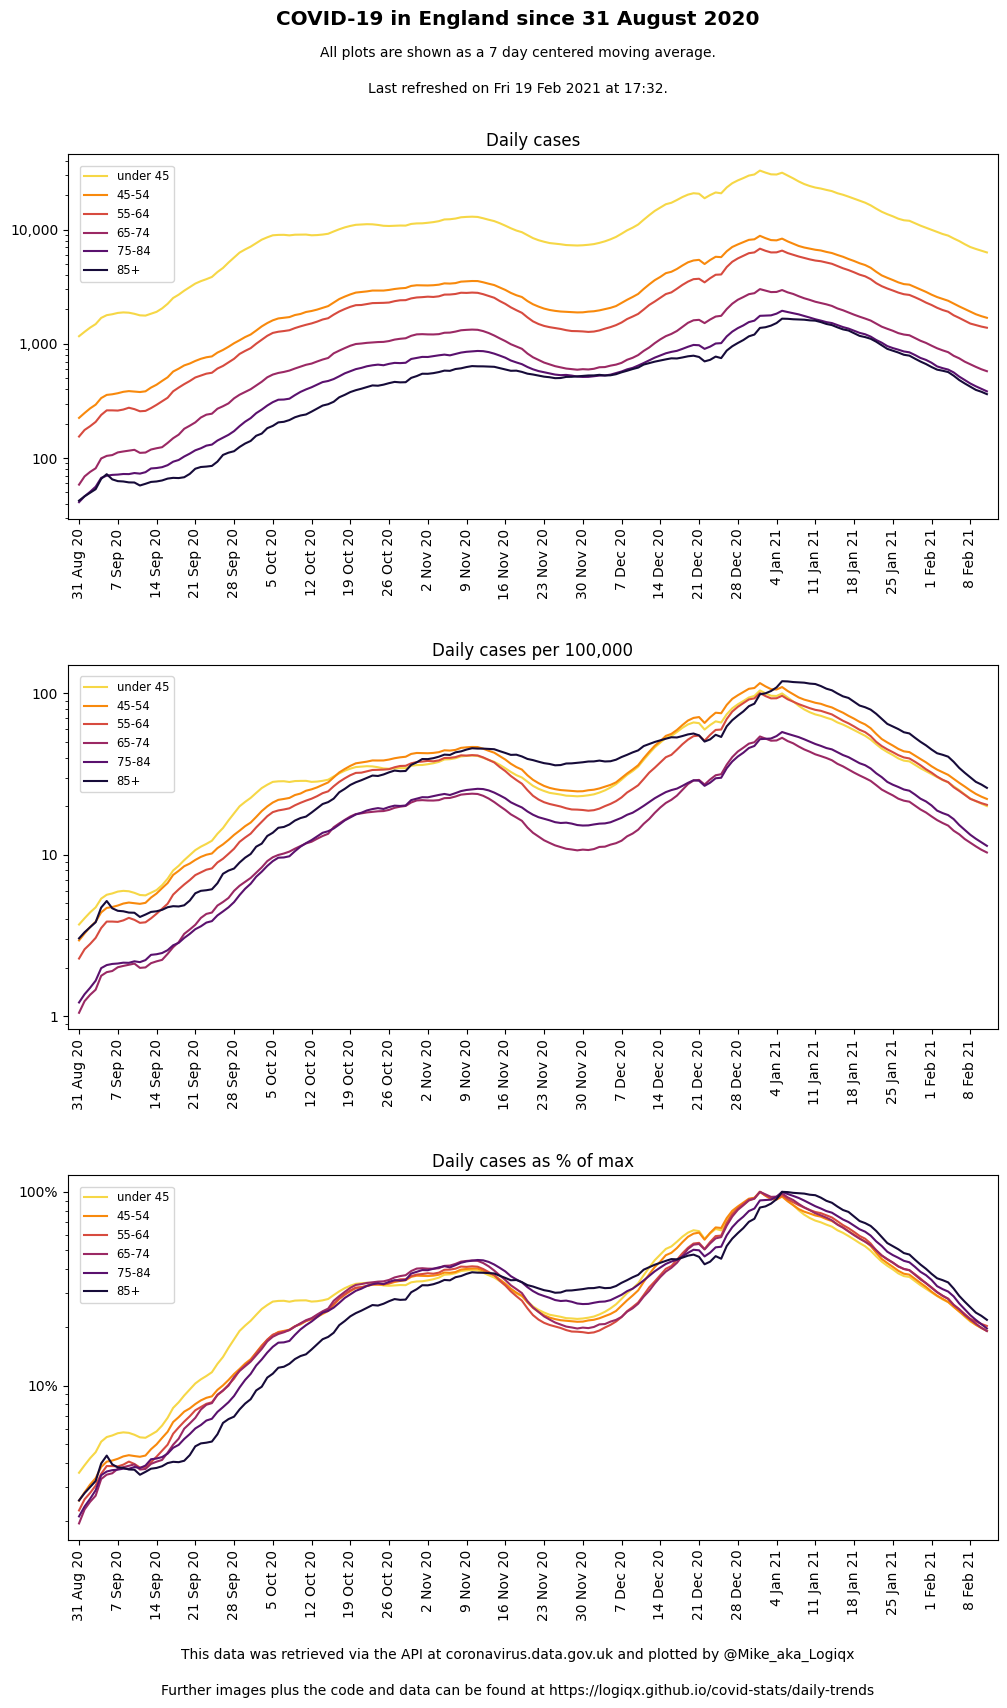 COVID-19 in England since 31 August 2020
All plots are shown as a 7 day centered moving average.
Last refreshed on Fri 19 Feb 2021 at 17:32.
Daily cases
under 45
45-54
55-64
65-74
75-84
85+
10,000
1,000
100
31 Aug 20
7 Sep 20
14 Sep 20
21 Sep 20
28 Sep 20
5 Oct 20
12 Oct 20
19 Oct 20
26 Oct 20
2 Nov 20
9 Nov 20
16 Nov 20
23 Nov 20
30 Nov 20
7 Dec 20
14 Dec 20
21 Dec 20
28 Dec 20
4 Jan 21
11 Jan 21
18 Jan 21
25 Jan 21
1 Feb 21
8 Feb 21
Daily cases per 100,000
under 45
45-54
55-64
65-74
75-84
85+
100
10
1
31 Aug 20
7 Sep 20
14 Sep 20
21 Sep 20
28 Sep 20
5 Oct 20
12 Oct 20
19 Oct 20
26 Oct 20
2 Nov 20
9 Nov 20
16 Nov 20
23 Nov 20
30 Nov 20
7 Dec 20
14 Dec 20
21 Dec 20
28 Dec 20
4 Jan 21
11 Jan 21
18 Jan 21
25 Jan 21
1 Feb 21
8 Feb 21
Daily cases as % of max
under 45
45-54
55-64
65-74
75-84
85+
100%
10%
31 Aug 20
7 Sep 20
14 Sep 20
21 Sep 20
28 Sep 20
5 Oct 20
12 Oct 20
19 Oct 20
26 Oct 20
2 Nov 20
9 Nov 20
16 Nov 20
23 Nov 20
30 Nov 20
7 Dec 20
14 Dec 20
21 Dec 20
28 Dec 20
4 Jan 21
11 Jan 21
18 Jan 21
25 Jan 21
1 Feb 21
8 Feb 21
This data was retrieved via the API at coronavirus.data.gov.uk and plotted by @Mike_aka_Logiqx
Further images plus the code and data can be found at https://logiqx.github.io/covid-stats/daily-trends